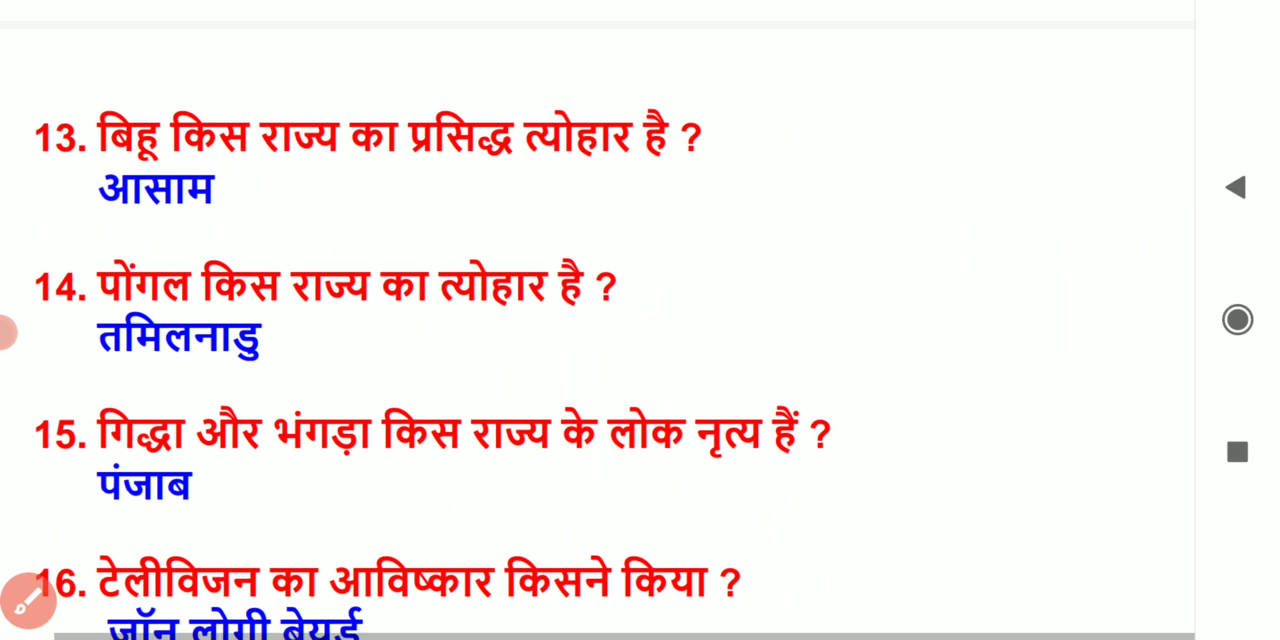 13. बिहू किस राज्य का प्रसिद्ध त्योहार है ?
आसाम
14. पोंगल किस राज्य का त्योहार है ?
तमिलनाडु
15. गिद्धा और भंगड़ा किस राज्य के लोक नृत्य हैं ?
पंजाब
16. टेलीविजन का आविष्कार किसने किया ?
जॉन लोगी बेयर्ड